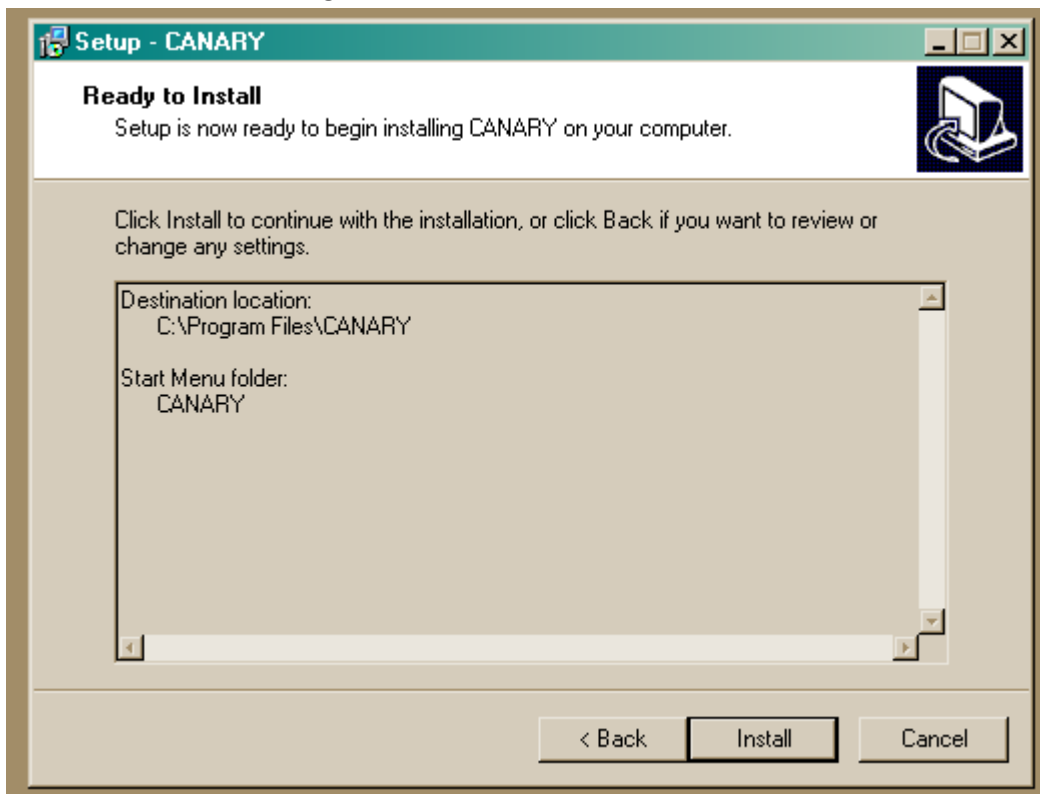 Setup - CANARY
Ready to Install
Setup is now ready to begin installing CANARY on your computer.
Click Install to continue with the installation, or click Back if you want to review or
change any settings.
Destination location:
C:\Program Files\CANARY
Start Menu folder:
CANARY
< Back
Install
Cancel